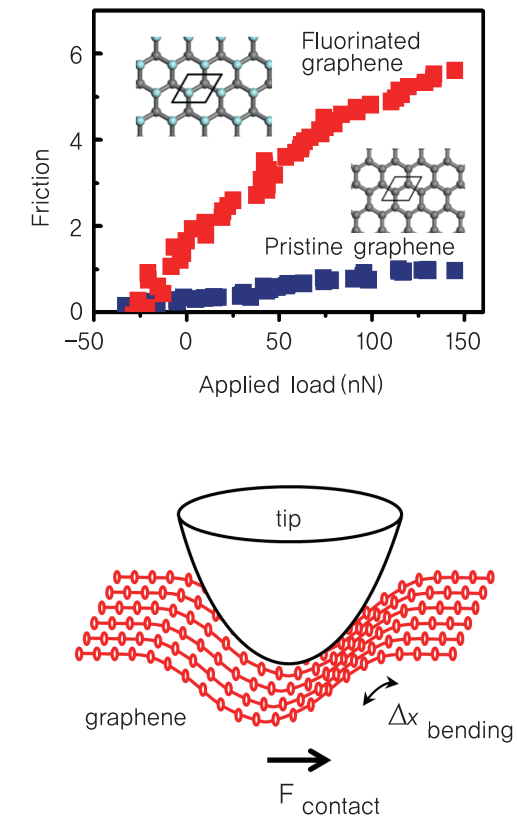 6
4
2
0
Friction
Fluorinated
graphene
Pristine graphene
−50
0
50
100
150
Applied load (nN)
tip
graphene
Δx bending
F contact